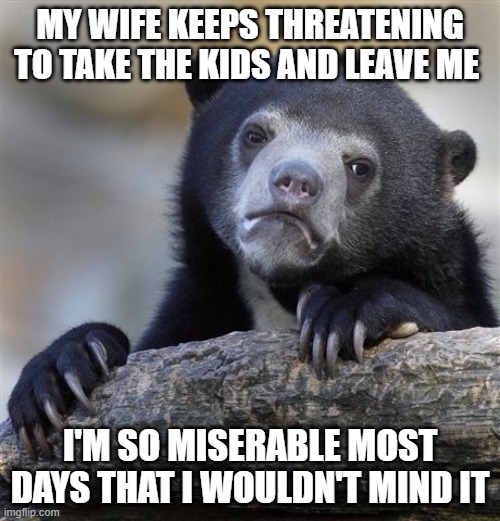 MY WIFE KEEPS THREATENING
TO TAKE THE KIDS AND LEAVE ME
I'M SO MISERABLE MOST
DAYS THAT I WOULDN'T MIND IT
imgflip.com